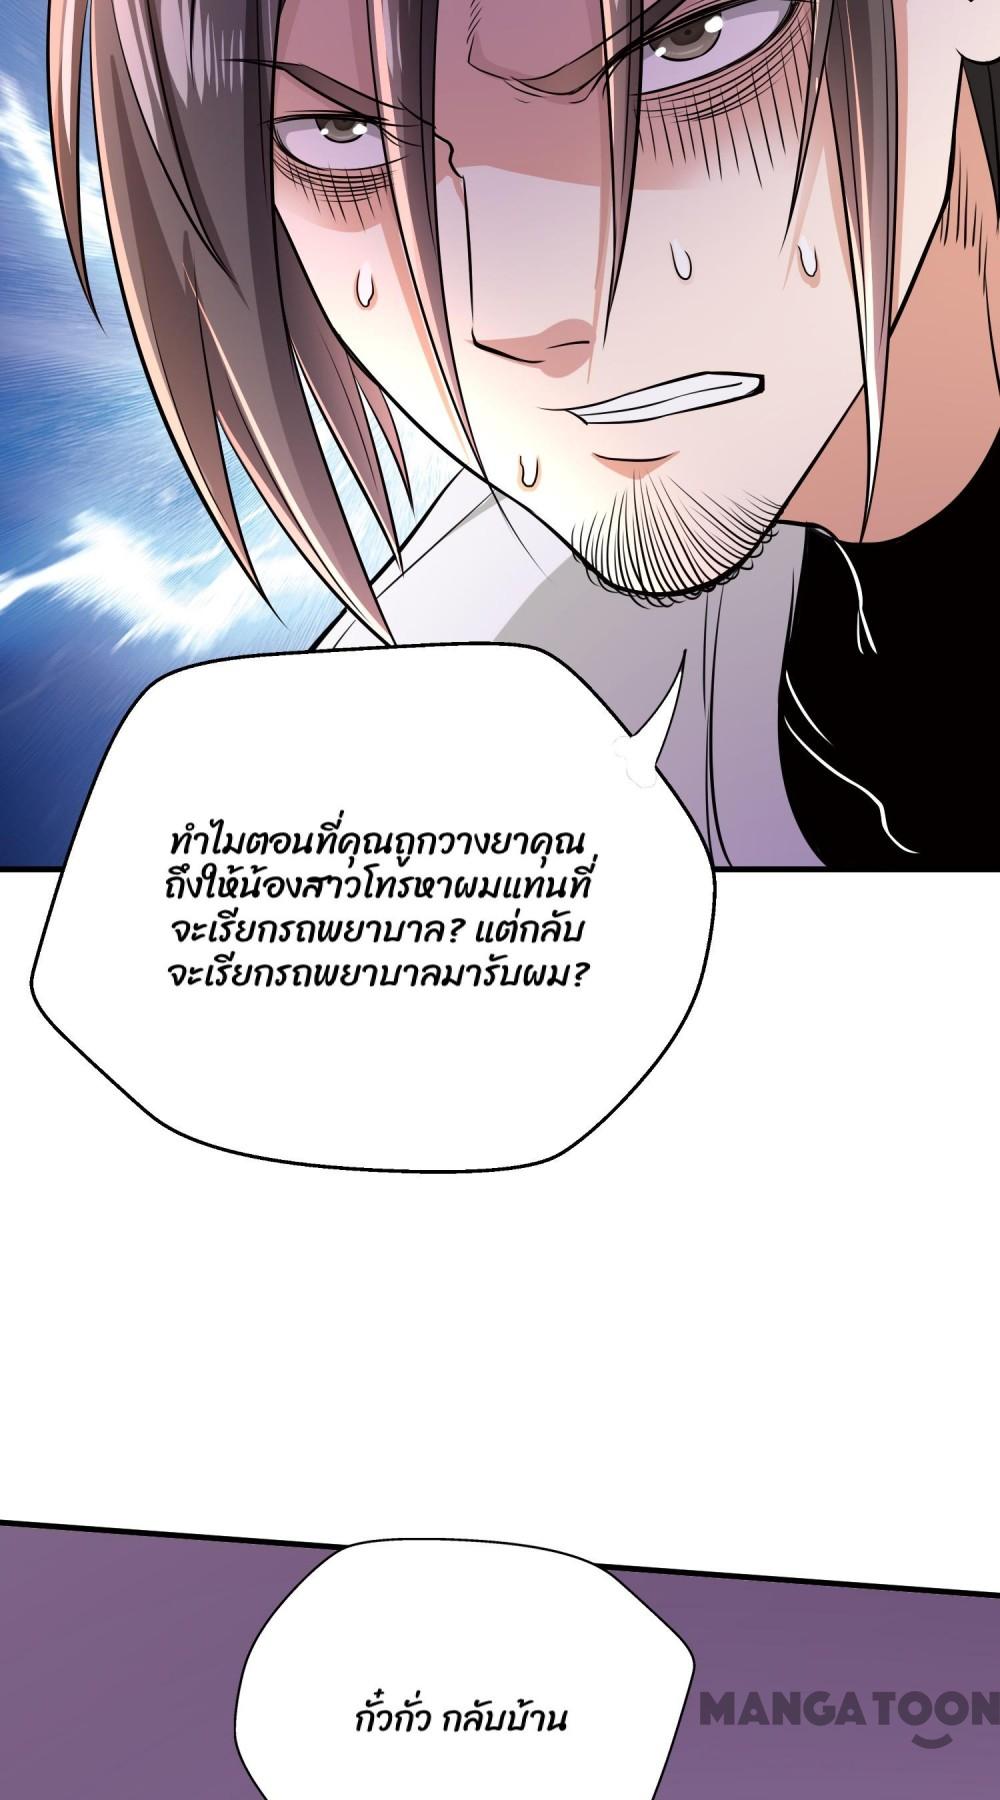 ทำไมตอนที่คุณถูกวางยาคุณ
ถึงให้น้องสาวโทรหาผมแทนที่
จะเรียกรถพยาบาล? แต่กลับ
จะเรียกรถพยาบาลมารับผม?
MANGATOON
กั๋วกั่ว กลับบ้าน